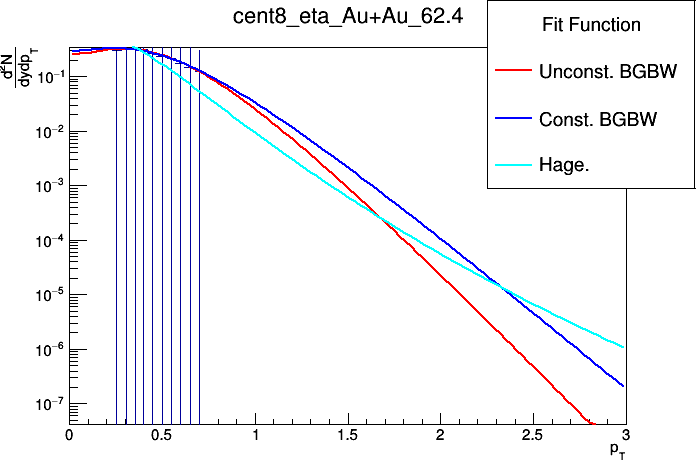 cent8_eta_Au+Au_62.4
Fit Function
Unconst. BGBW
Const. BGBW
Hage.
d²N
dydp_T
10⁻¹
10⁻²
10⁻³
10⁻⁴
10⁻⁵
10⁻⁶
10⁻⁷
0 0.5 1 1.5 2 2.5 3
p_T